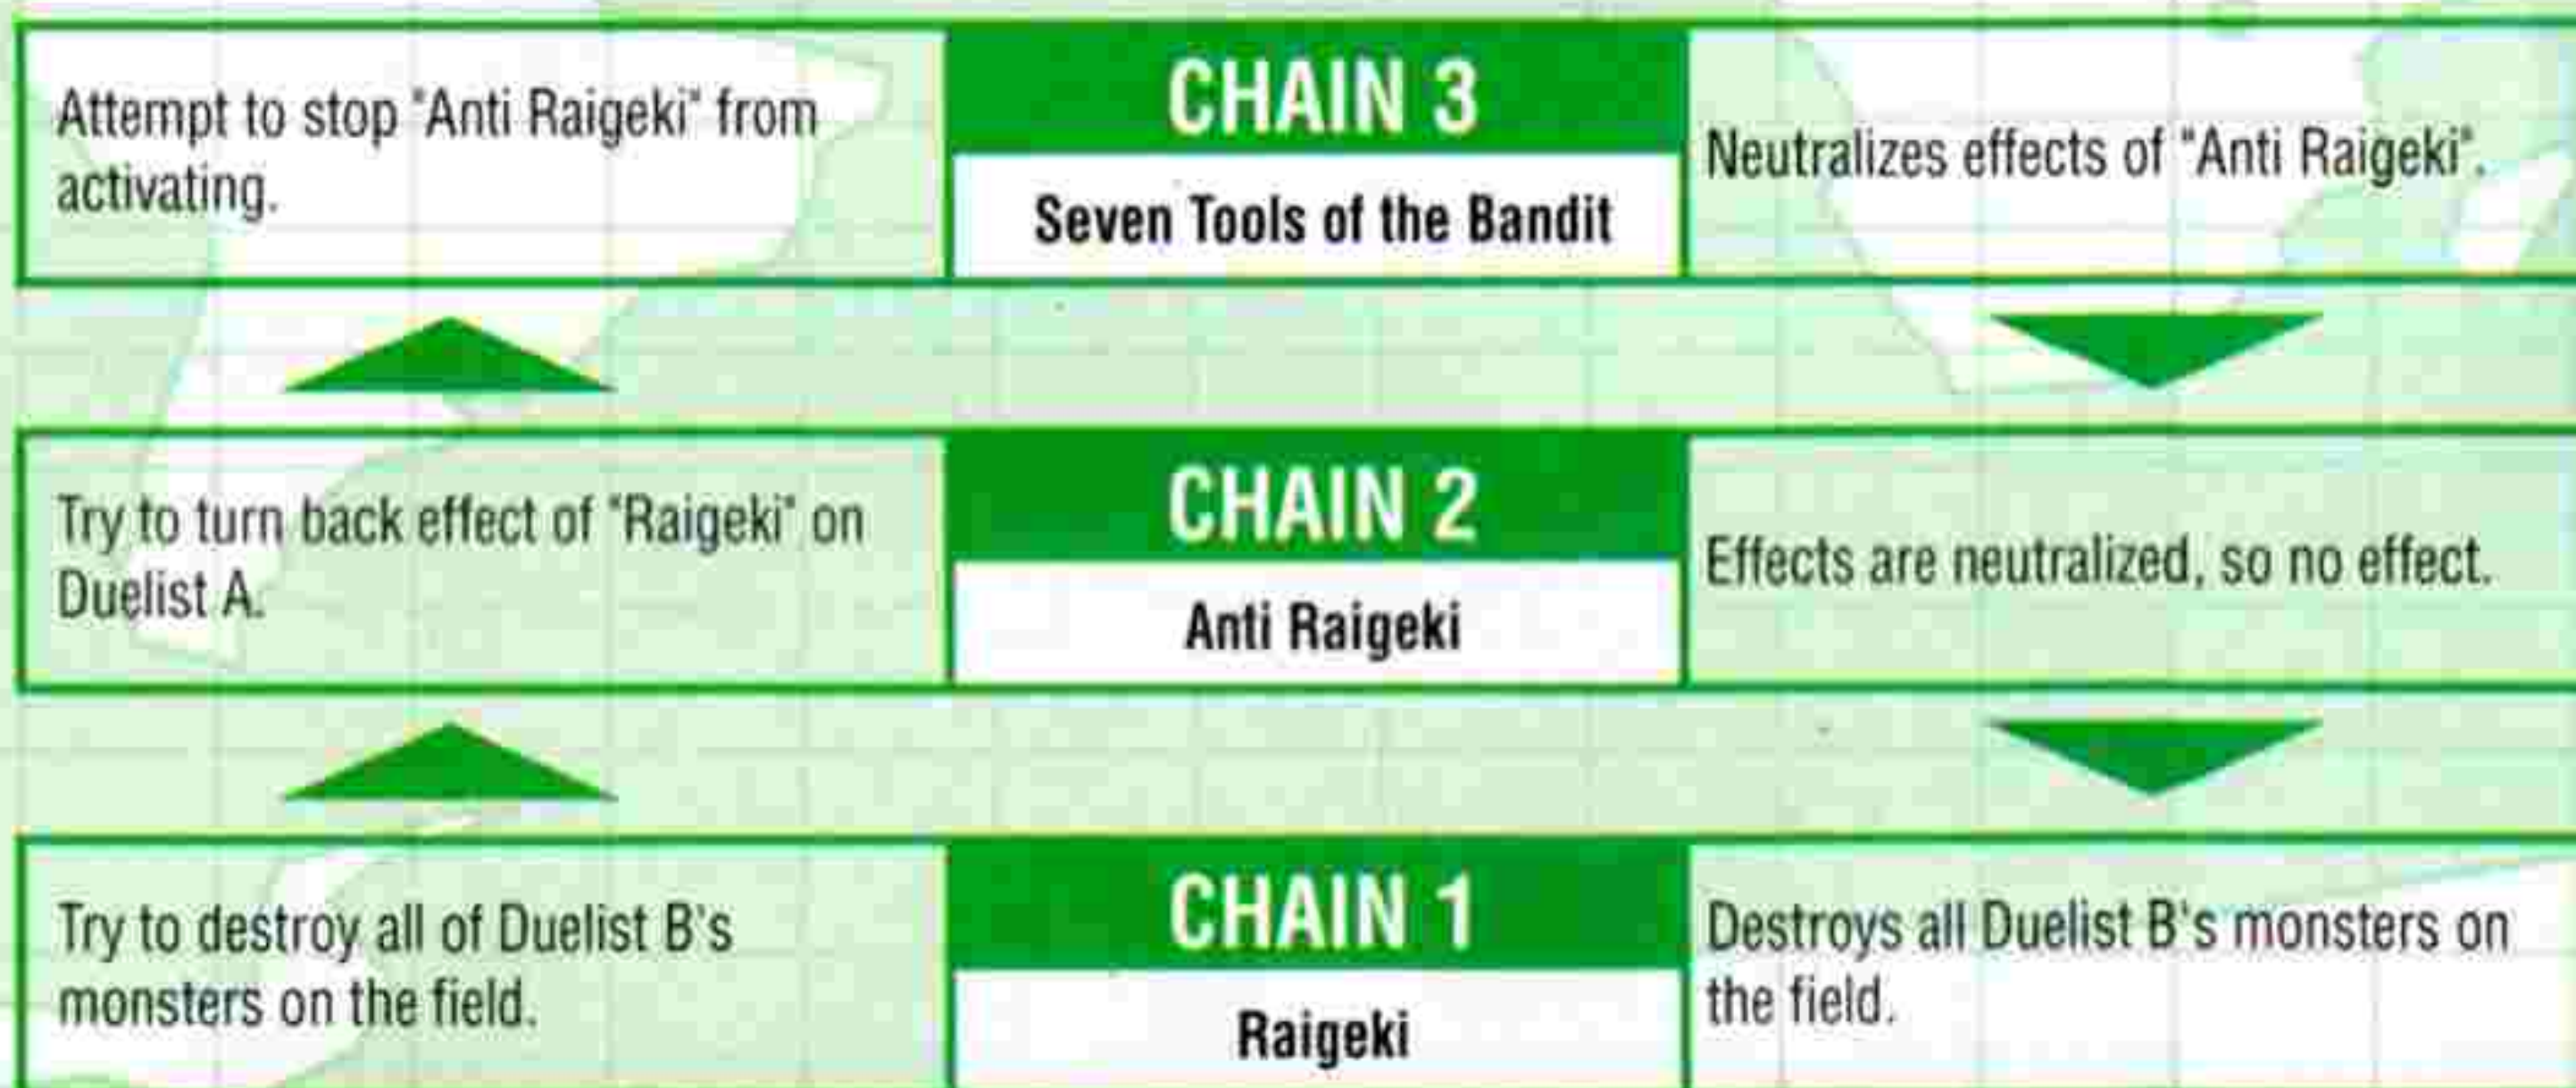 Attempt to stop "Anti Raigeki" from
activating.
CHAIN 3
Seven Tools of the Bandit
Neutralizes effects of "Anti Raigeki".
Try to turn back effect of "Raigeki" on
Duelist A.
CHAIN 2
Anti Raigeki
Effects are neutralized, so no effect.
Try to destroy all of Duelist B's
monsters on the field.
CHAIN 1
Raigeki
Destroys all Duelist B's monsters on
the field.